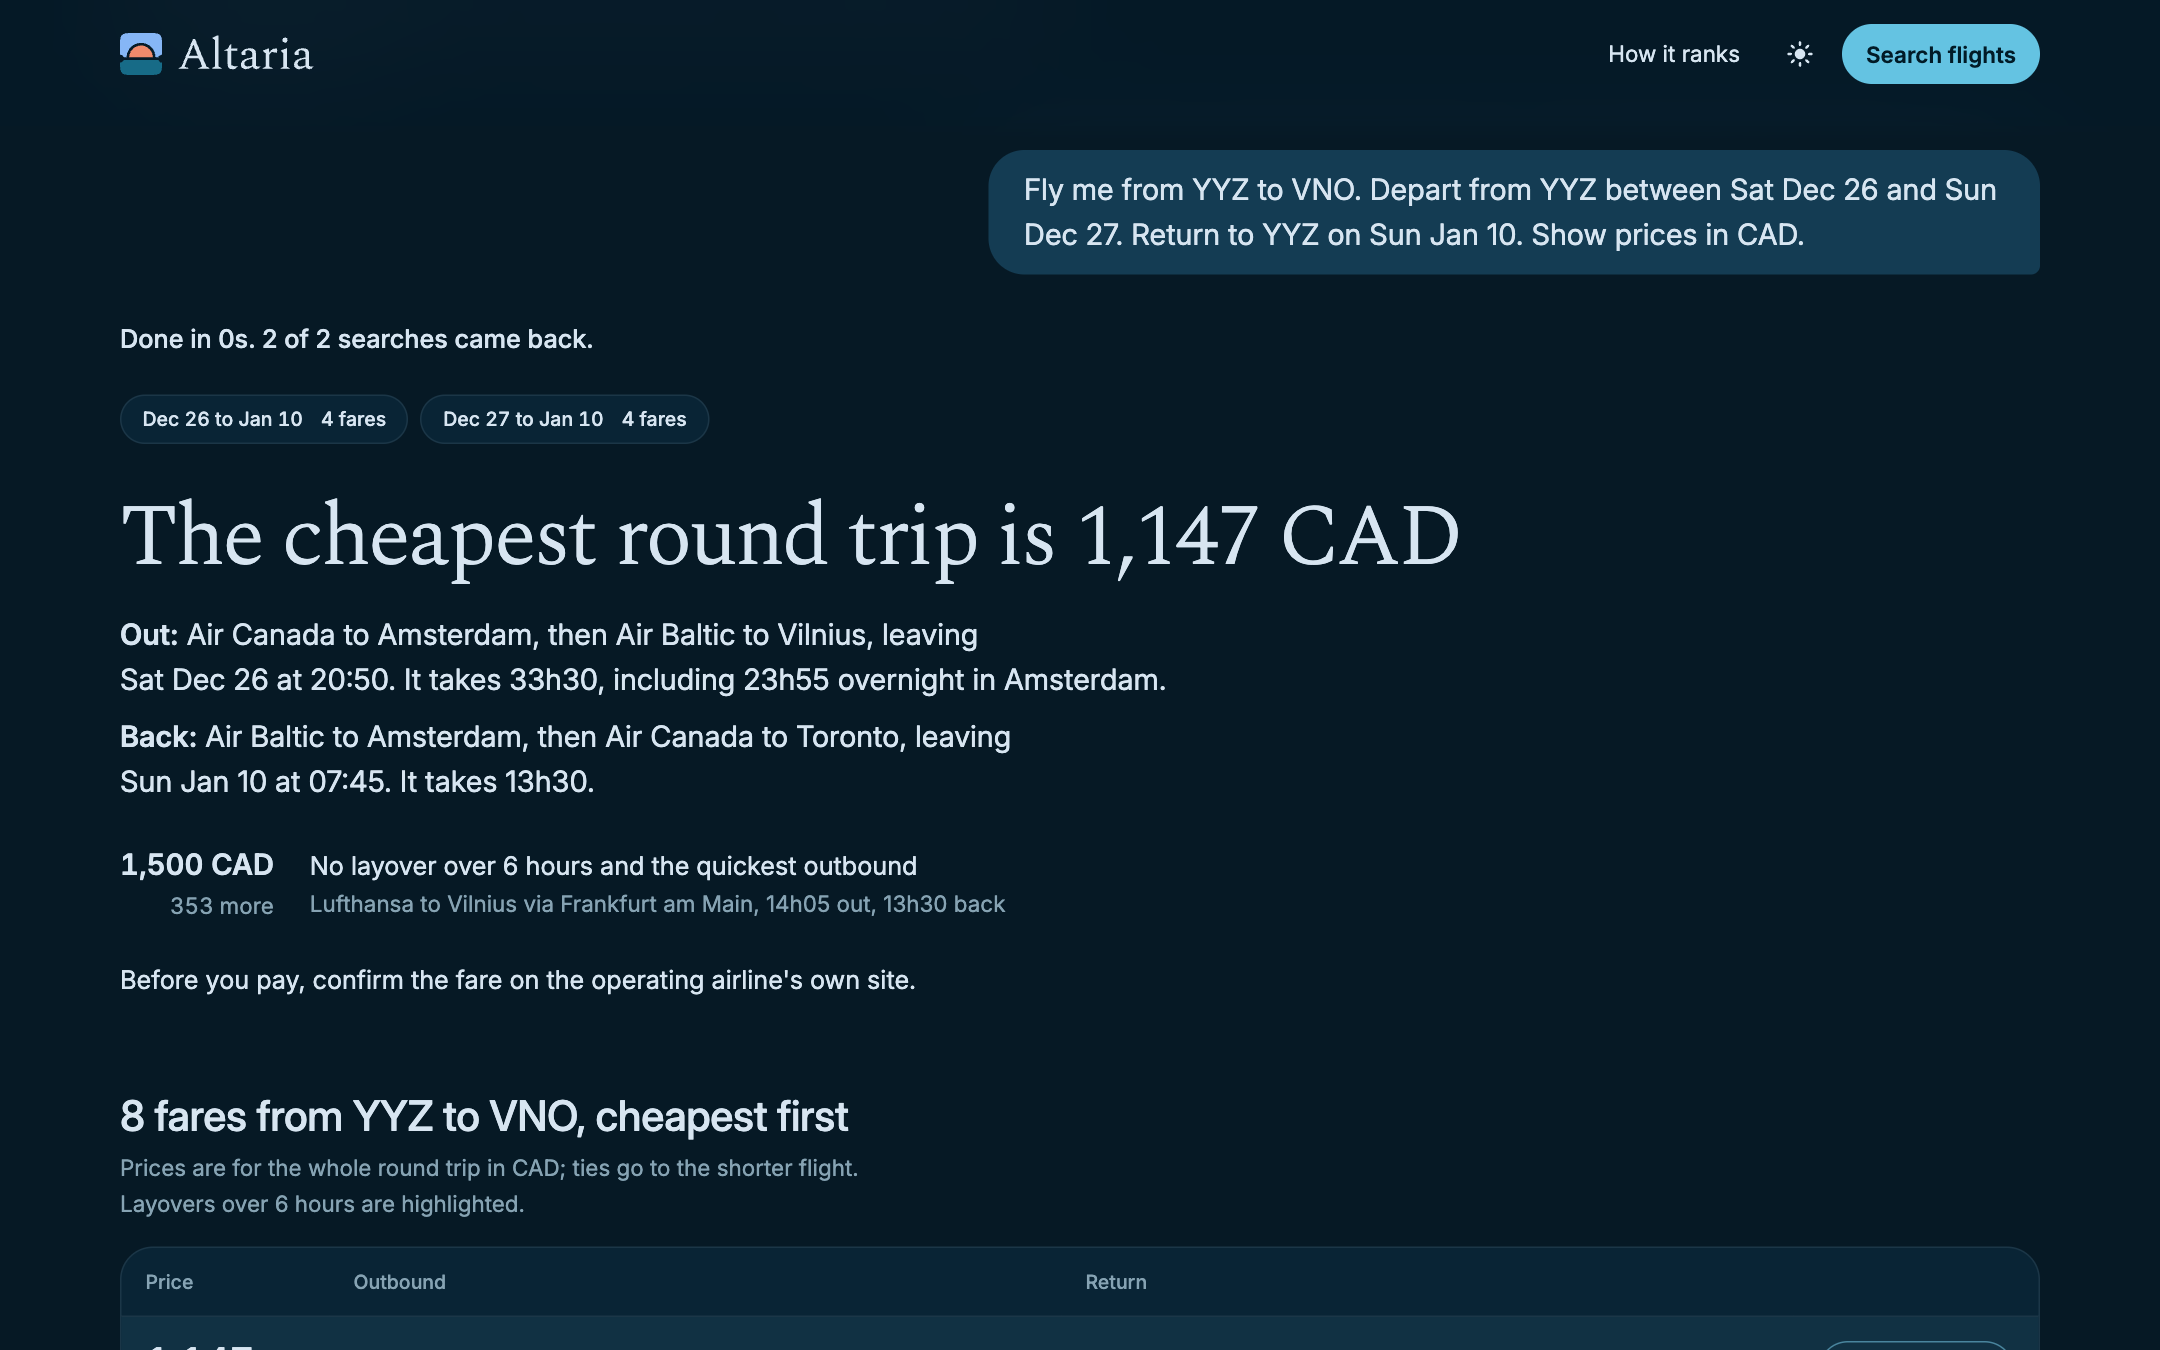 Altaria
How it ranks
Search flights
Fly me from YYZ to VNO. Depart from YYZ between Sat Dec 26 and Sun
Dec 27. Return to YYZ on Sun Jan 10. Show prices in CAD.
Done in 0s. 2 of 2 searches came back.
Dec 26 to Jan 10 4 fares
Dec 27 to Jan 10 4 fares
The cheapest round trip is 1,147 CAD
Out: Air Canada to Amsterdam, then Air Baltic to Vilnius, leaving
Sat Dec 26 at 20:50. It takes 33h30, including 23h55 overnight in Amsterdam.
Back: Air Baltic to Amsterdam, then Air Canada to Toronto, leaving
Sun Jan 10 at 07:45. It takes 13h30.
1,500 CAD No layover over 6 hours and the quickest outbound
353 more Lufthansa to Vilnius via Frankfurt am Main, 14h05 out, 13h30 back
Before you pay, confirm the fare on the operating airline's own site.
8 fares from YYZ to VNO, cheapest first
Prices are for the whole round trip in CAD; ties go to the shorter flight.
Layovers over 6 hours are highlighted.
Price Outbound Return